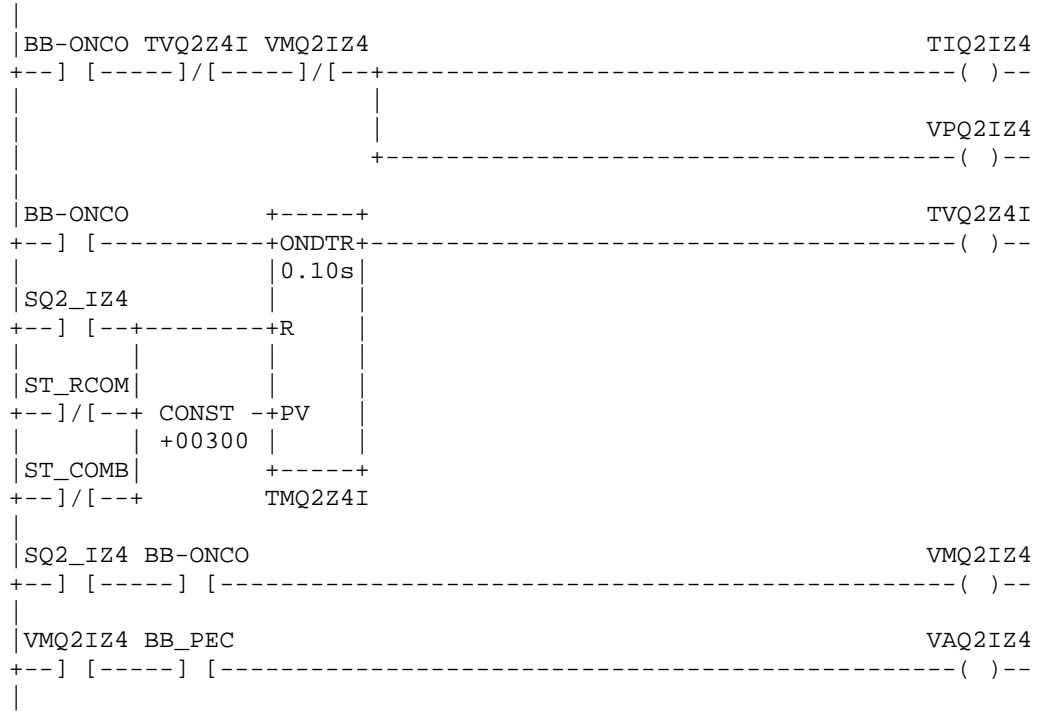 |BB-ONCO TVQ2Z4I VMQ2IZ4                                     TIQ2IZ4
+--] [-----]/[-----]/[--+--------------------------------------( )--
|                       |                                    VPQ2IZ4
|                       +--------------------------------------( )--
|BB-ONCO         +-----+                                     TVQ2Z4I
+--] [-----------+ONDTR+---------------------------------------( )--
|                |0.10s|
|SQ2_IZ4         |     |
+--] [--+--------+R    |
|ST_RCOM|        |     |
+--]/[--+ CONST -+PV   |
|       | +00300 |     |
|ST_COMB|        +-----+
+--]/[--+        TMQ2Z4I
|SQ2_IZ4 BB-ONCO                                             VMQ2IZ4
+--] [-----] [-------------------------------------------------( )--
|VMQ2IZ4 BB_PEC                                              VAQ2IZ4
+--] [-----] [-------------------------------------------------( )--